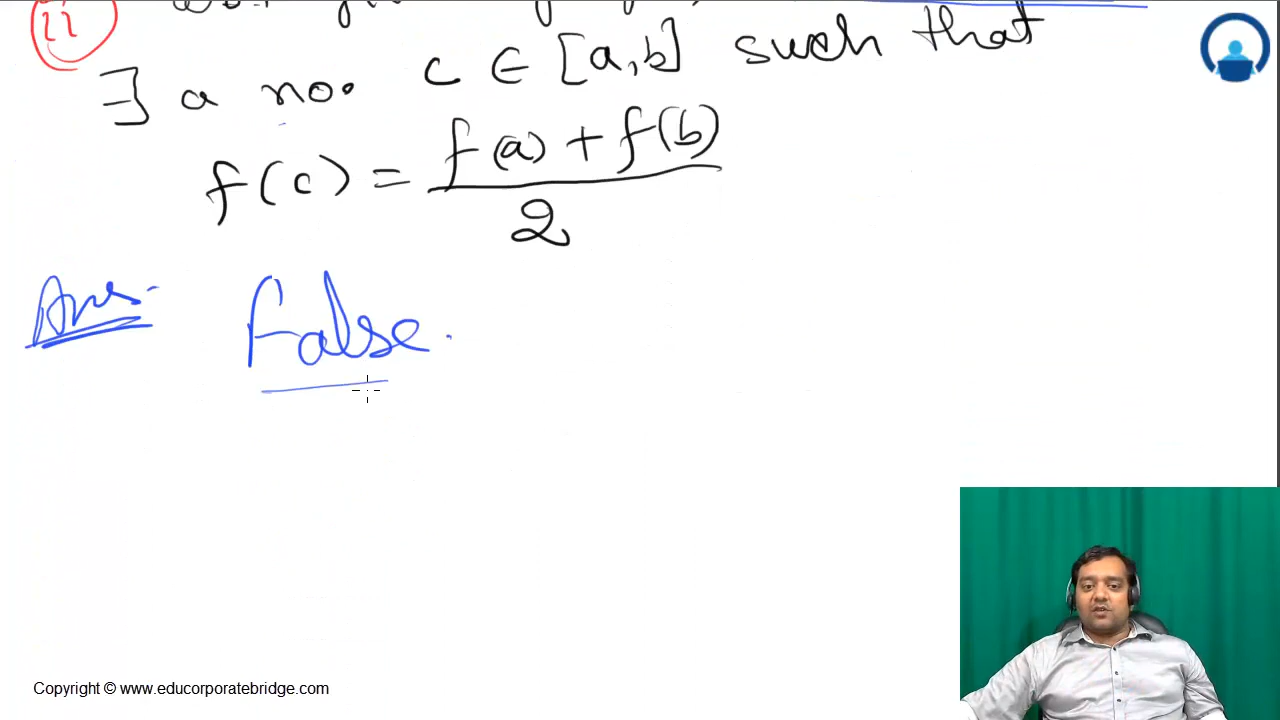 ii
∃ a no. c ∈ [a,b] such that
f(c) = f(a) + f(b) / 2
Ans. False.
Copyright © www.educorporatebridge.com